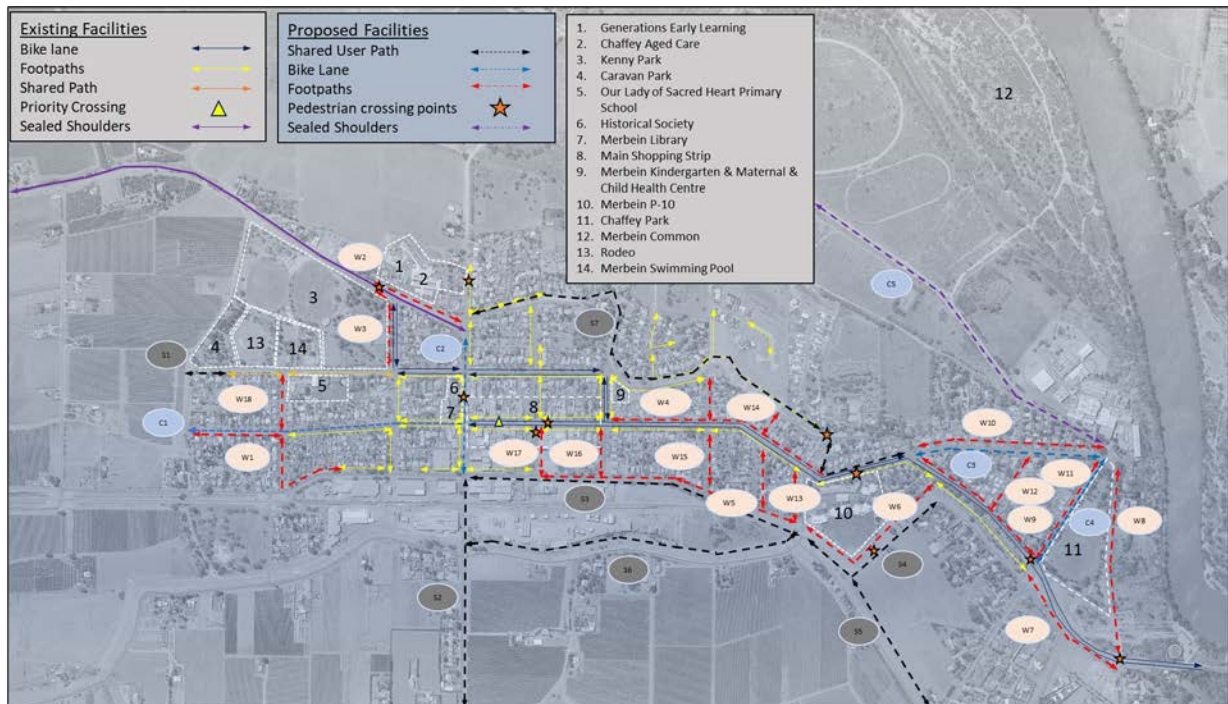 Existing Facilities
Bike lane
Footpaths
Shared Path
Priority Crossing
Sealed Shoulders
Proposed Facilities
Shared User Path
Bike Lane
Footpaths
Pedestrian crossing points
Sealed Shoulders
1. Generations Early Learning
2. Chaffey Aged Care
3. Kenny Park
4. Caravan Park
5. Our Lady of Sacred Heart Primary
School
6. Historical Society
7. Merbein Library
8. Main Shopping Strip
9. Merbein Kindergarten & Maternal &
Child Health Centre
10. Merbein P-10
11. Chaffey Park
12. Merbein Common
13. Rodeo
14. Merbein Swimming Pool
12
W2
1
2
3
C5
W3
S7
C2
S1
4
13
14
5
6
9
W18
7
8
W4
W14
C1
W1
W17
W16
W15
W10
C3
W11
W12
S3
W5
W13
10
W6
W9
C4
W8
11
S4
S6
S2
S5
W7